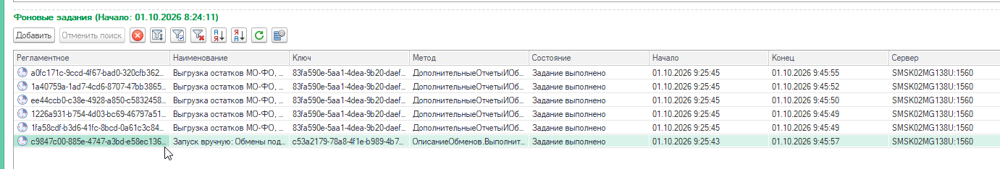 Фоновые задания (Начало: 01.10.2026 8:24:11)
Добавить Отменить поиск
Регламентное Наименование Ключ Метод Состояние Начало Конец Сервер
a0fc171c-9ccd-4f67-bad0-320cfb362... Выгрузка остатков МО-ФО, ... 83fa590e-5aa1-4dea-9b20-daef... ДополнительныеОтчетыИОб... Задание выполнено 01.10.2026 9:25:45 01.10.2026 9:45:55 SMSK02MG138U:1560
1a40759a-1ad7-4cd6-8707-47bb3865... Выгрузка остатков МО-ФО, ... 83fa590e-5aa1-4dea-9b20-daef... ДополнительныеОтчетыИОб... Задание выполнено 01.10.2026 9:25:45 01.10.2026 9:45:52 SMSK02MG138U:1560
ee44ccb0-c38e-4928-a850-c5832458... Выгрузка остатков МО-ФО, ... 83fa590e-5aa1-4dea-9b20-daef... ДополнительныеОтчетыИОб... Задание выполнено 01.10.2026 9:25:45 01.10.2026 9:45:50 SMSK02MG138U:1560
1226a931-b754-4d03-bc69-46797a51... Выгрузка остатков МО-ФО, ... 83fa590e-5aa1-4dea-9b20-daef... ДополнительныеОтчетыИОб... Задание выполнено 01.10.2026 9:25:45 01.10.2026 9:45:49 SMSK02MG138U:1560
1fa58cdf-b3d6-41fc-8bcd-0a61c3c84... Выгрузка остатков МО-ФО, ... 83fa590e-5aa1-4dea-9b20-daef... ДополнительныеОтчетыИОб... Задание выполнено 01.10.2026 9:25:45 01.10.2026 9:45:49 SMSK02MG138U:1560
c9847c00-885e-4747-a3bd-e58ec136... Запуск вручную: Обмены под... c53a2179-78a8-4f1e-b989-4b7... ОписаниеОбменов.Выполнит... Задание выполнено 01.10.2026 9:25:43 01.10.2026 9:45:57 SMSK02MG138U:1560